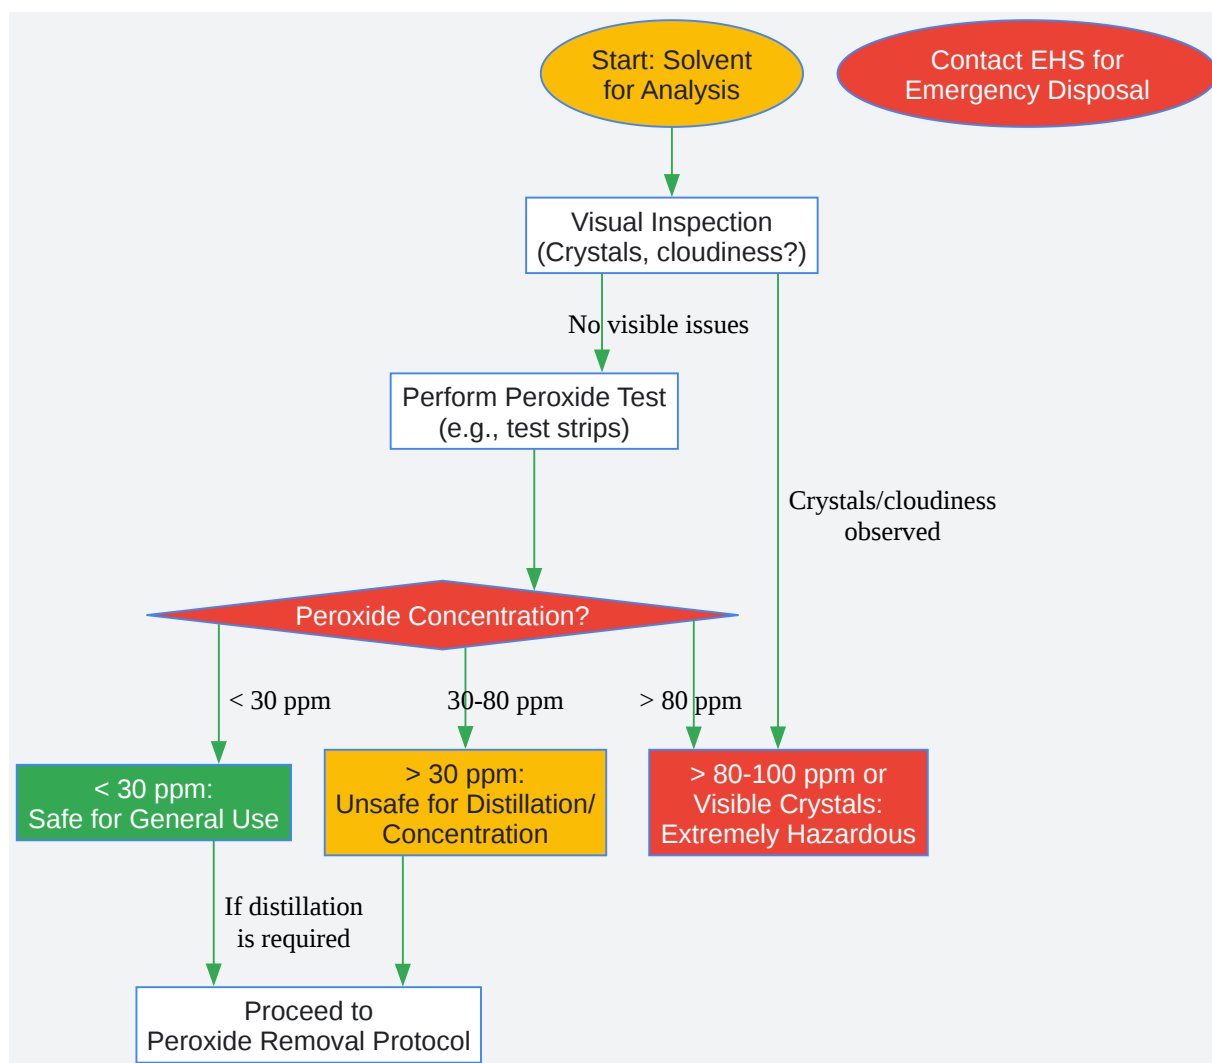 Start: Solvent
for Analysis
Contact EHS for
Emergency Disposal
Visual Inspection
(Crystals, cloudiness?)
No visible issues
Perform Peroxide Test
(e.g., test strips)
Crystals/cloudiness
observed
Peroxide Concentration?
< 30 ppm
30-80 ppm
> 80 ppm
< 30 ppm:
Safe for General Use
> 30 ppm:
Unsafe for Distillation/
Concentration
> 80-100 ppm or
Visible Crystals:
Extremely Hazardous
If distillation
is required
Proceed to
Peroxide Removal Protocol